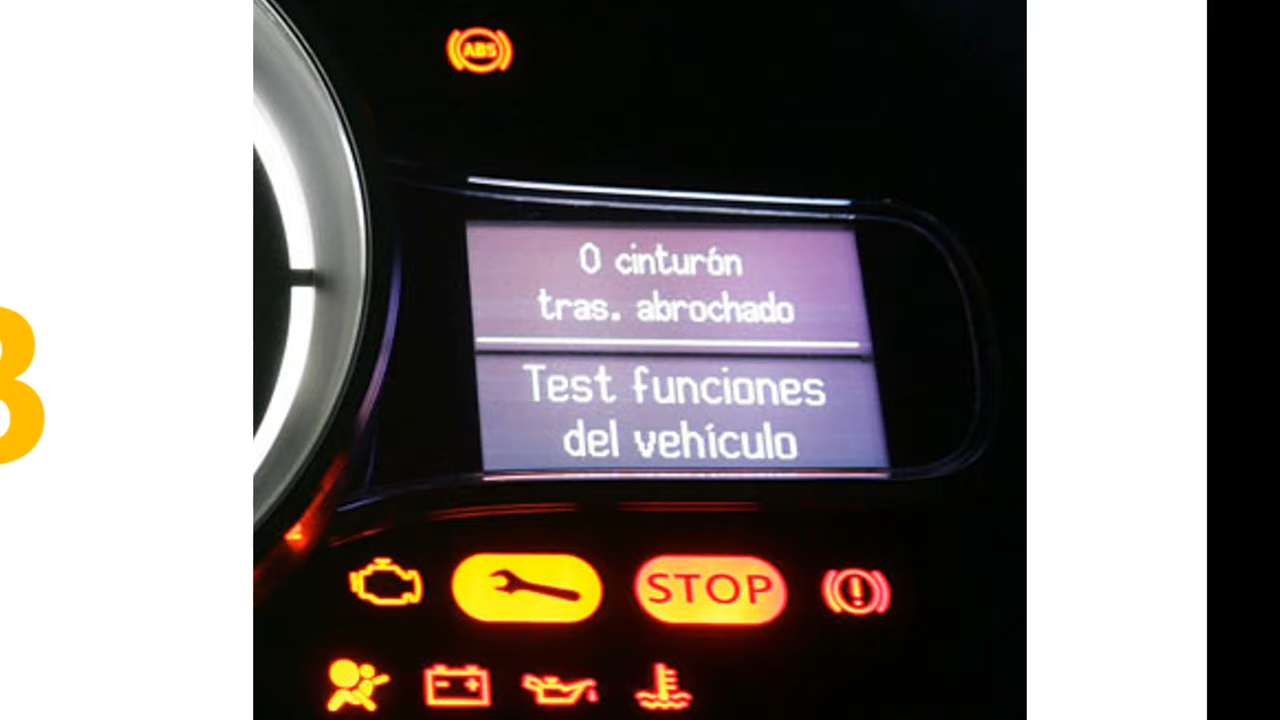 ABS
0 cinturón
tras. abrochado
Test funciones
del vehículo
STOP